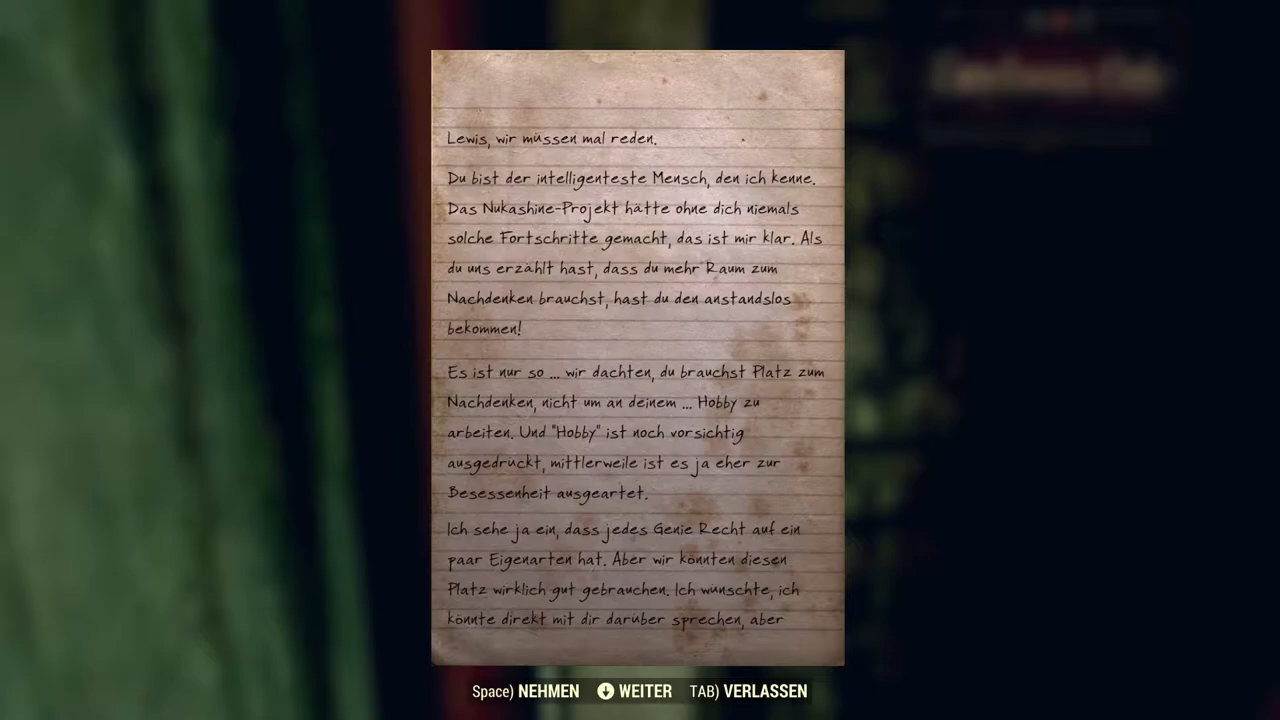 Lewis, wir müssen mal reden.
Du bist der intelligenteste Mensch, den ich kenne.
Das Nukashine-Projekt hätte ohne dich niemals
solche Fortschritte gemacht, das ist mir klar. Als
du uns erzählt hast, dass du mehr Raum zum
Nachdenken brauchst, hast du den anstandslos
bekommen!
Es ist nur so ... wir dachten, du brauchst Platz zum
Nachdenken, nicht um an deinem ... Hobby zu
arbeiten. Und "Hobby" ist noch vorsichtig
ausgedrückt, mittlerweile ist es ja eher zur
Besessenheit ausgeartet.
Ich sehe ja ein, dass jedes Genie Recht auf ein
paar Eigenarten hat. Aber wir könnten diesen
Platz wirklich gut gebrauchen. Ich wünschte, ich
könnte direkt mit dir darüber sprechen, aber
Space) NEHMEN WEITER TAB) VERLASSEN